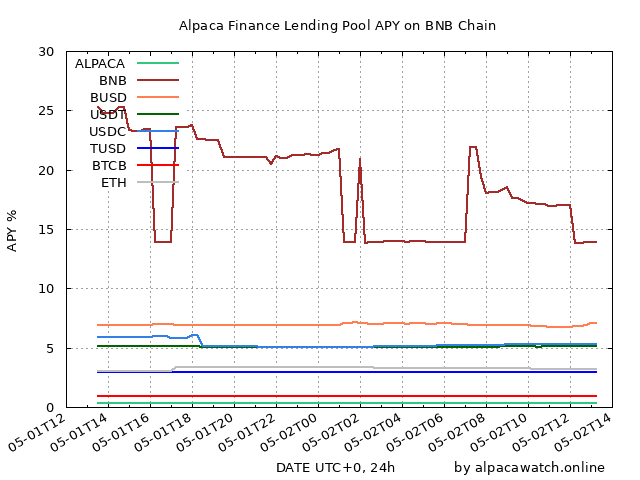 Alpaca Finance Lending Pool APY on BNB Chain
APY %
30
25
20
15
10
5
0
ALPACA
BNB
BUSD
USDT
USDC
TUSD
BTCB
ETH
05-01T12
05-01T14
05-01T16
05-01T18
05-01T20
05-01T22
05-02T00
05-02T02
05-02T04
05-02T06
05-02T08
05-02T10
05-02T12
05-02T14
DATE UTC+0, 24h
by alpacawatch.online